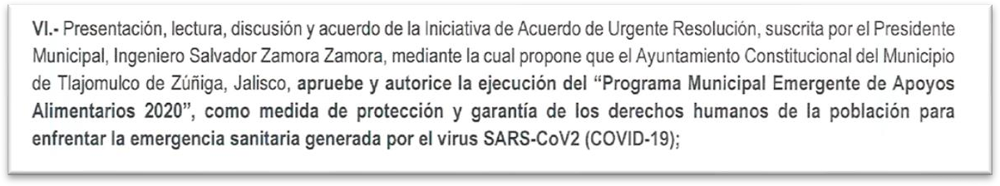 VI.- Presentación, lectura, discusión y acuerdo de la Iniciativa de Acuerdo de Urgente Resolución, suscrita por el Presidente
Municipal, Ingeniero Salvador Zamora Zamora, mediante la cual propone que el Ayuntamiento Constitucional del Municipio
de Tlajomulco de Zúñiga, Jalisco, apruebe y autorice la ejecución del “Programa Municipal Emergente de Apoyos
Alimentarios 2020”, como medida de protección y garantía de los derechos humanos de la población para
enfrentar la emergencia sanitaria generada por el virus SARS-CoV2 (COVID-19);